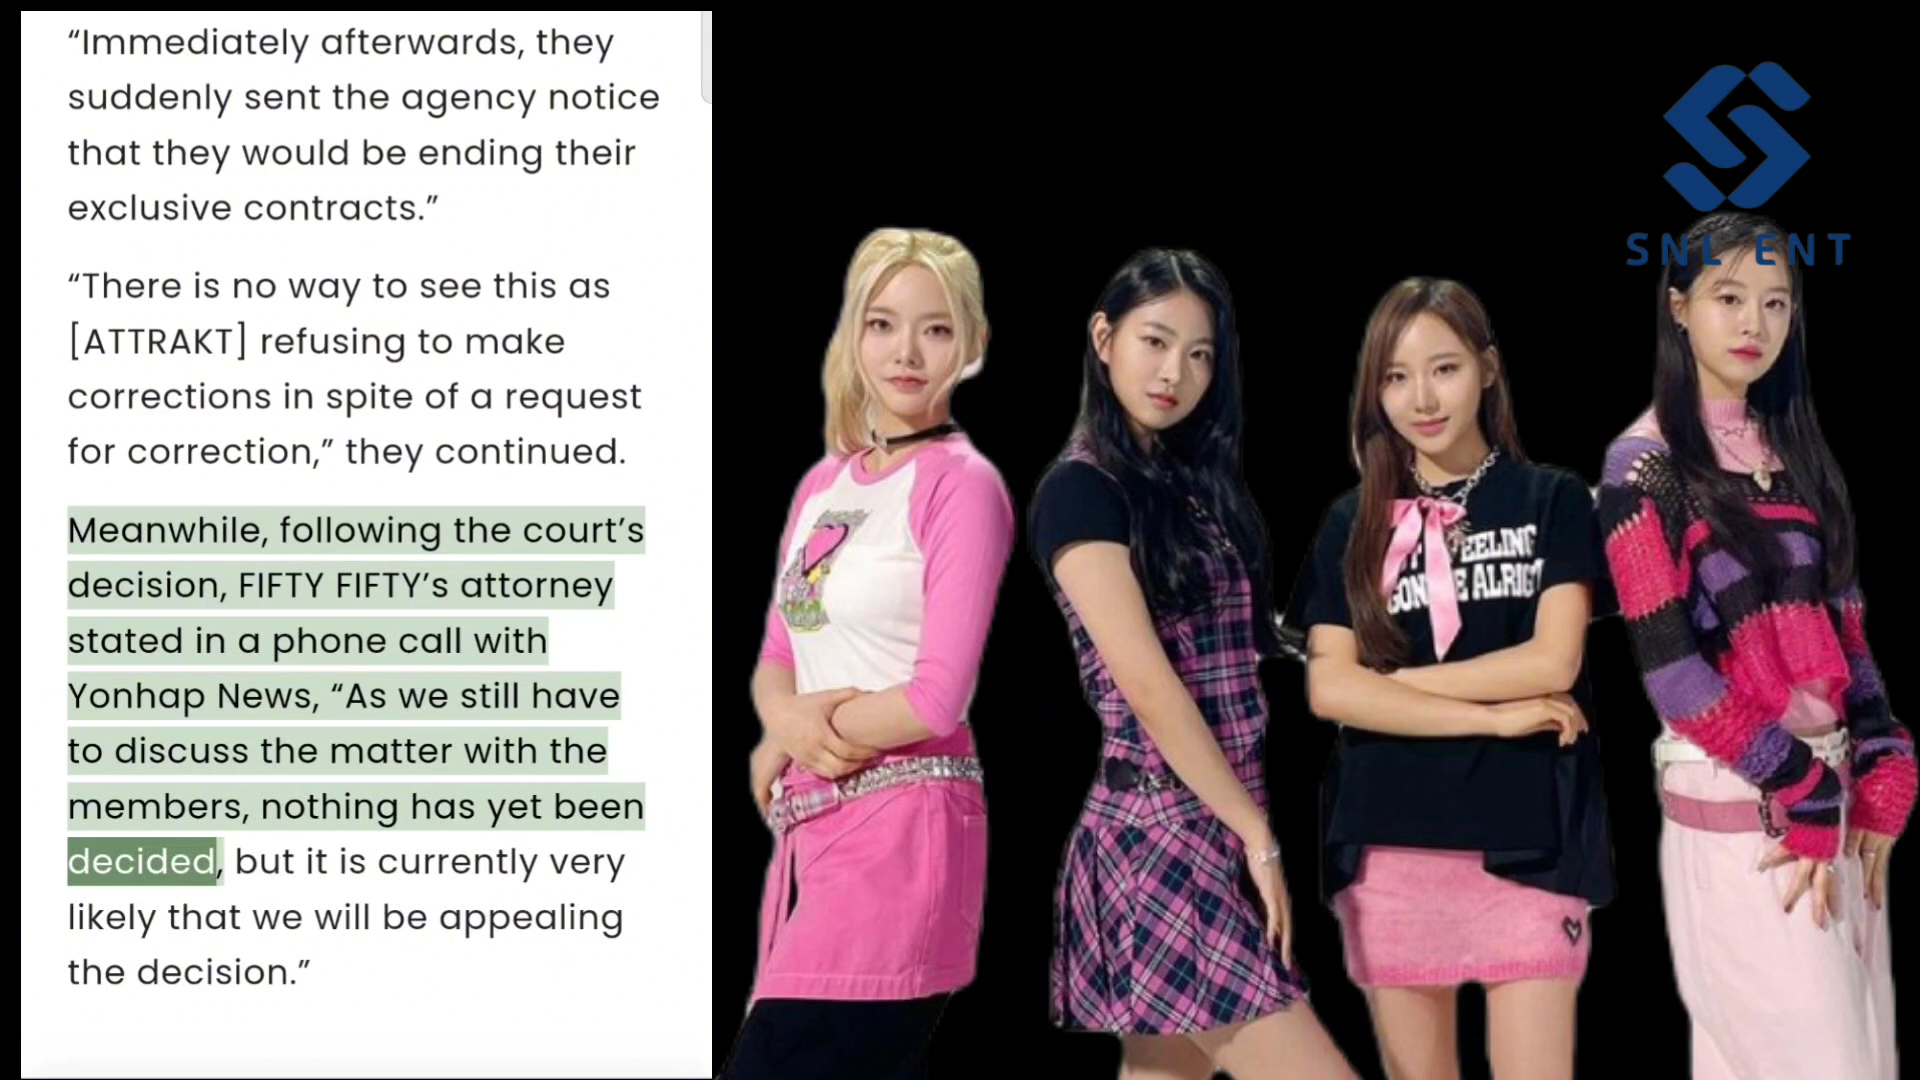 “Immediately afterwards, they
suddenly sent the agency notice
that they would be ending their
exclusive contracts.”
“There is no way to see this as
[ATTRAKT] refusing to make
corrections in spite of a request
for correction,” they continued.
Meanwhile, following the court’s
decision, FIFTY FIFTY’s attorney
stated in a phone call with
Yonhap News, “As we still have
to discuss the matter with the
members, nothing has yet been
decided, but it is currently very
likely that we will be appealing
the decision.”
SNL ENT